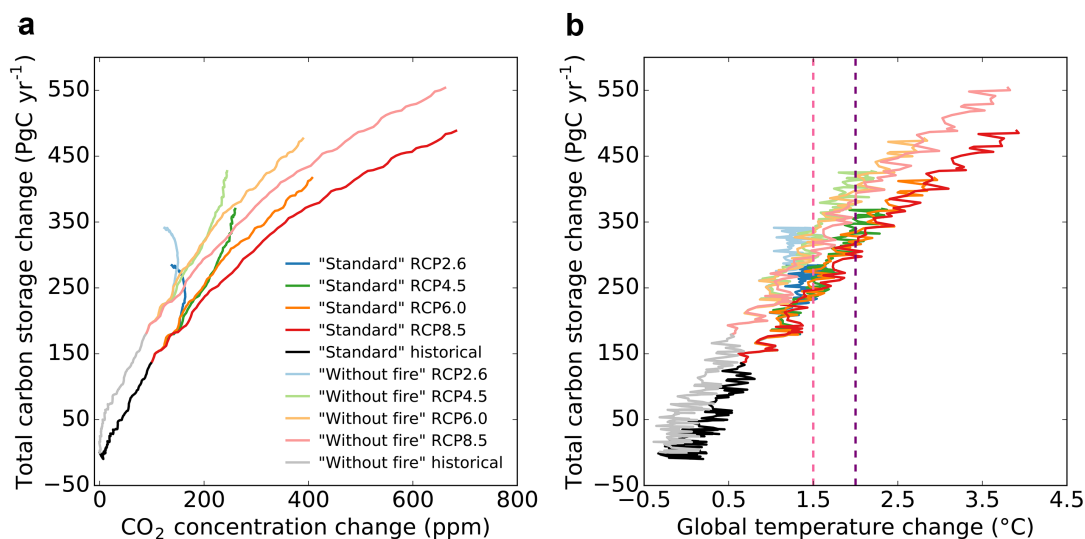 a
b
Total carbon storage change (PgC yr⁻¹)
550
450
350
250
150
50
−50
0
200
400
600
800
CO₂ concentration change (ppm)
"Standard" RCP2.6
"Standard" RCP4.5
"Standard" RCP6.0
"Standard" RCP8.5
"Standard" historical
"Without fire" RCP2.6
"Without fire" RCP4.5
"Without fire" RCP6.0
"Without fire" RCP8.5
"Without fire" historical
Total carbon storage change (PgC yr⁻¹)
550
450
350
250
150
50
−50
−0.5
0.5
1.5
2.5
3.5
4.5
Global temperature change (°C)